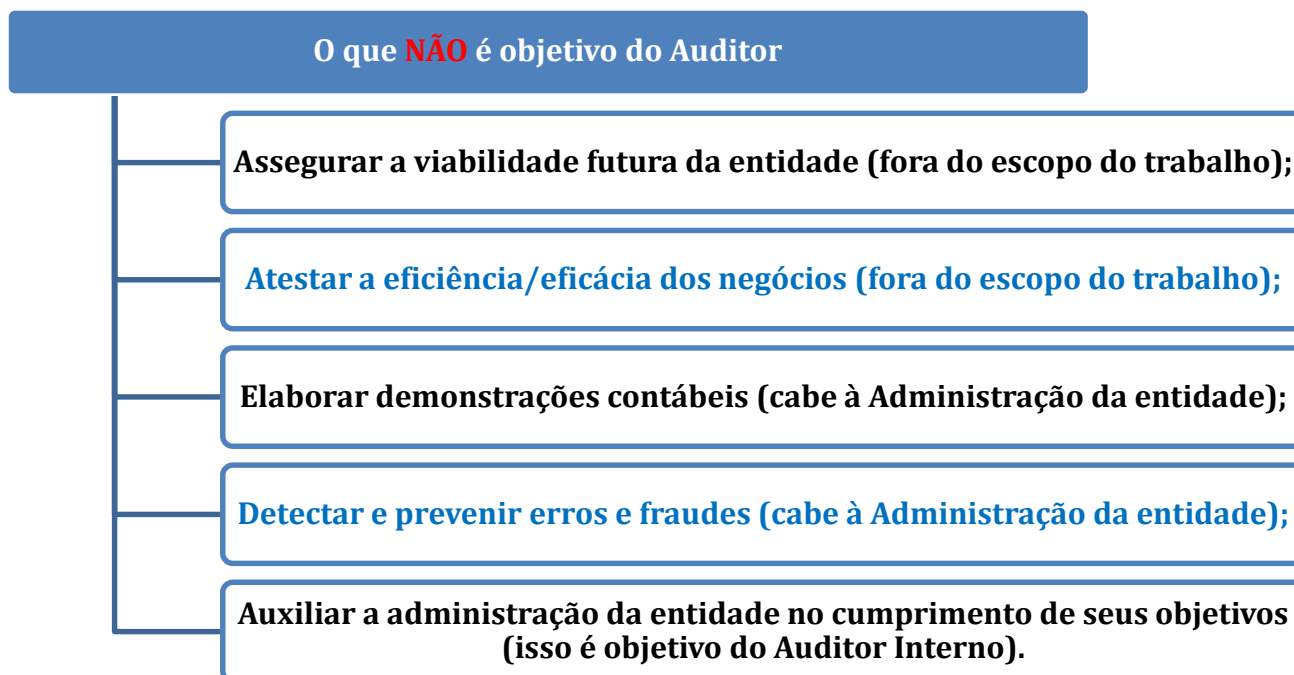 O que NÃO é objetivo do Auditor
Assegurar a viabilidade futura da entidade (fora do escopo do trabalho);
Atestar a eficiência/eficácia dos negócios (fora do escopo do trabalho);
Elaborar demonstrações contábeis (cabe à Administração da entidade);
Detectar e prevenir erros e fraudes (cabe à Administração da entidade);
Auxiliar a administração da entidade no cumprimento de seus objetivos
(isso é objetivo do Auditor Interno).